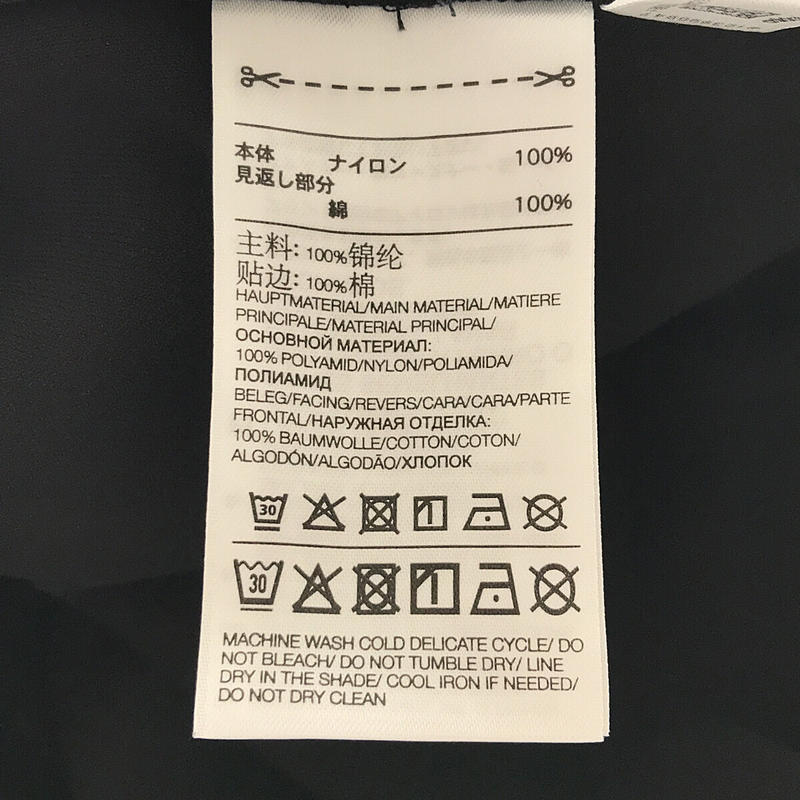 本体 ナイロン 100%
見返し部分
綿 100%
主料: 100%锦纶
贴边: 100%棉
HAUPTMATERIAL/MAIN MATERIAL/MATIERE
PRINCIPALE/MATERIAL PRINCIPAL/
ОСНОВНОЙ МАТЕРИАЛ:
100% POLYAMID/NYLON/POLIAMIDA/
ПОЛИАМИД
BELEG/FACING/REVERS/CARA/CARA/PARTE
FRONTAL/НАРУЖНАЯ ОТДЕЛКА:
100% BAUMWOLLE/COTTON/COTON/
ALGODÓN/ALGODÃO/ХЛОПОК
30
30
MACHINE WASH COLD DELICATE CYCLE/ DO
NOT BLEACH/ DO NOT TUMBLE DRY/ LINE
DRY IN THE SHADE/ COOL IRON IF NEEDED/
DO NOT DRY CLEAN